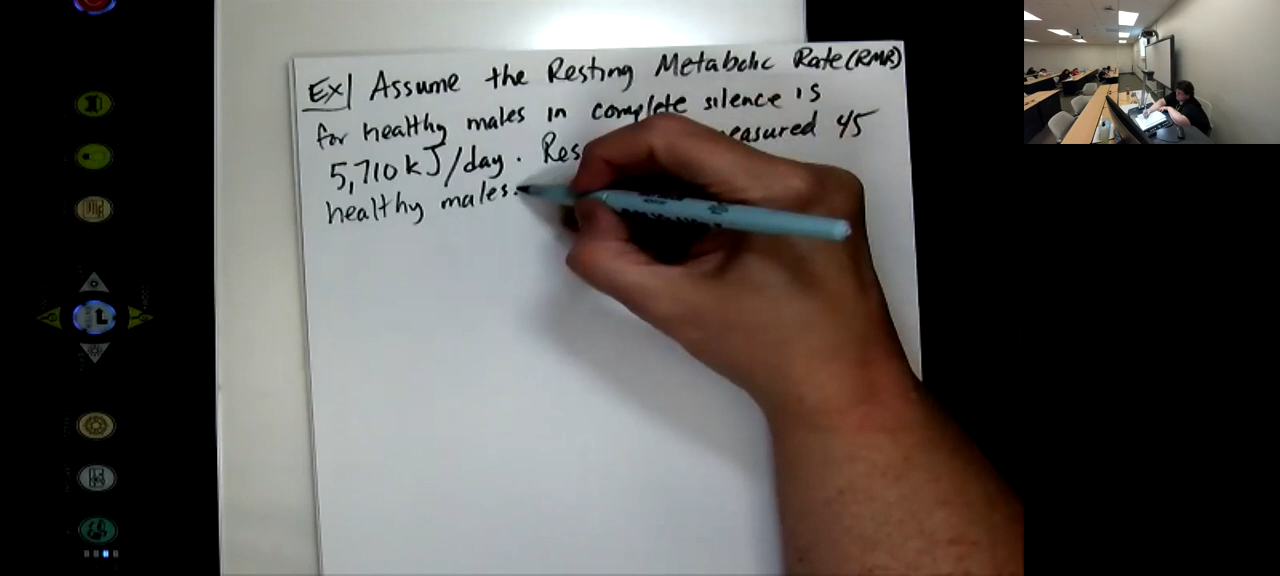 Ex| Assume the Resting Metabolic Rate (RMR)
for healthy males in complete silence is
5,710 kJ/day. measured 45
healthy males.